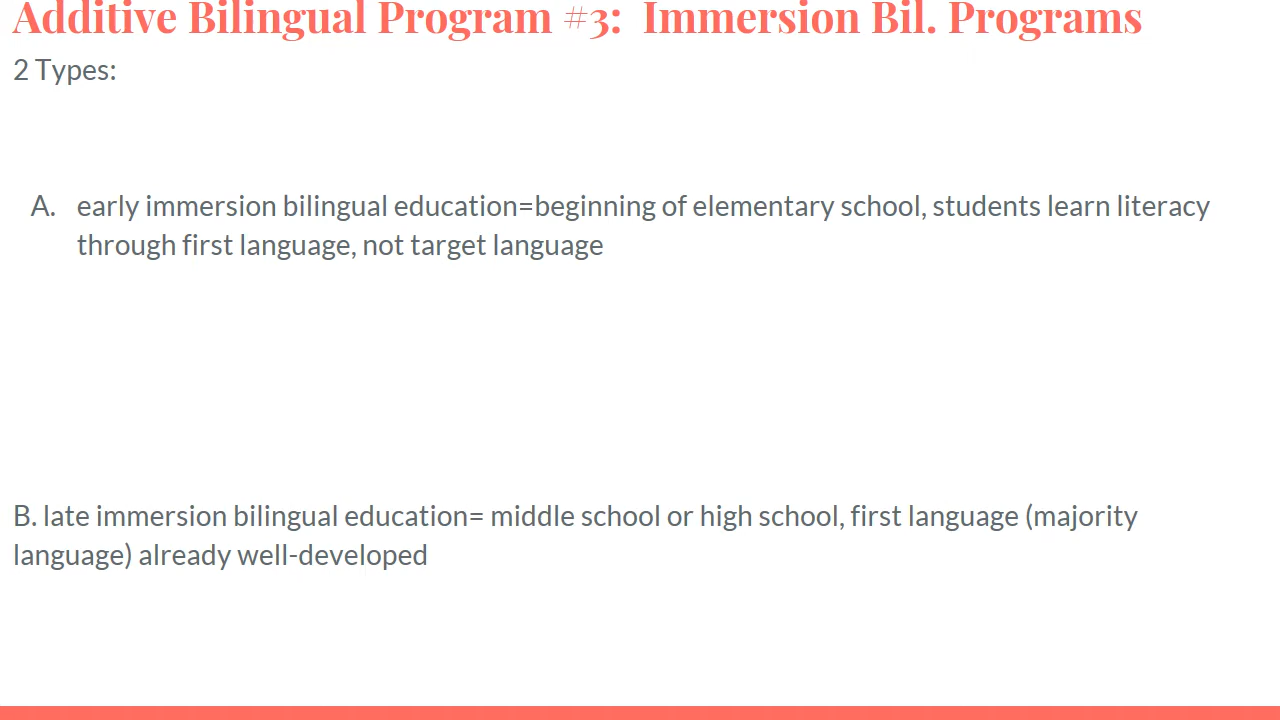 Additive Bilingual Program #3: Immersion Bil. Programs
2 Types:
A. early immersion bilingual education=beginning of elementary school, students learn literacy
through first language, not target language
B. late immersion bilingual education= middle school or high school, first language (majority
language) already well-developed